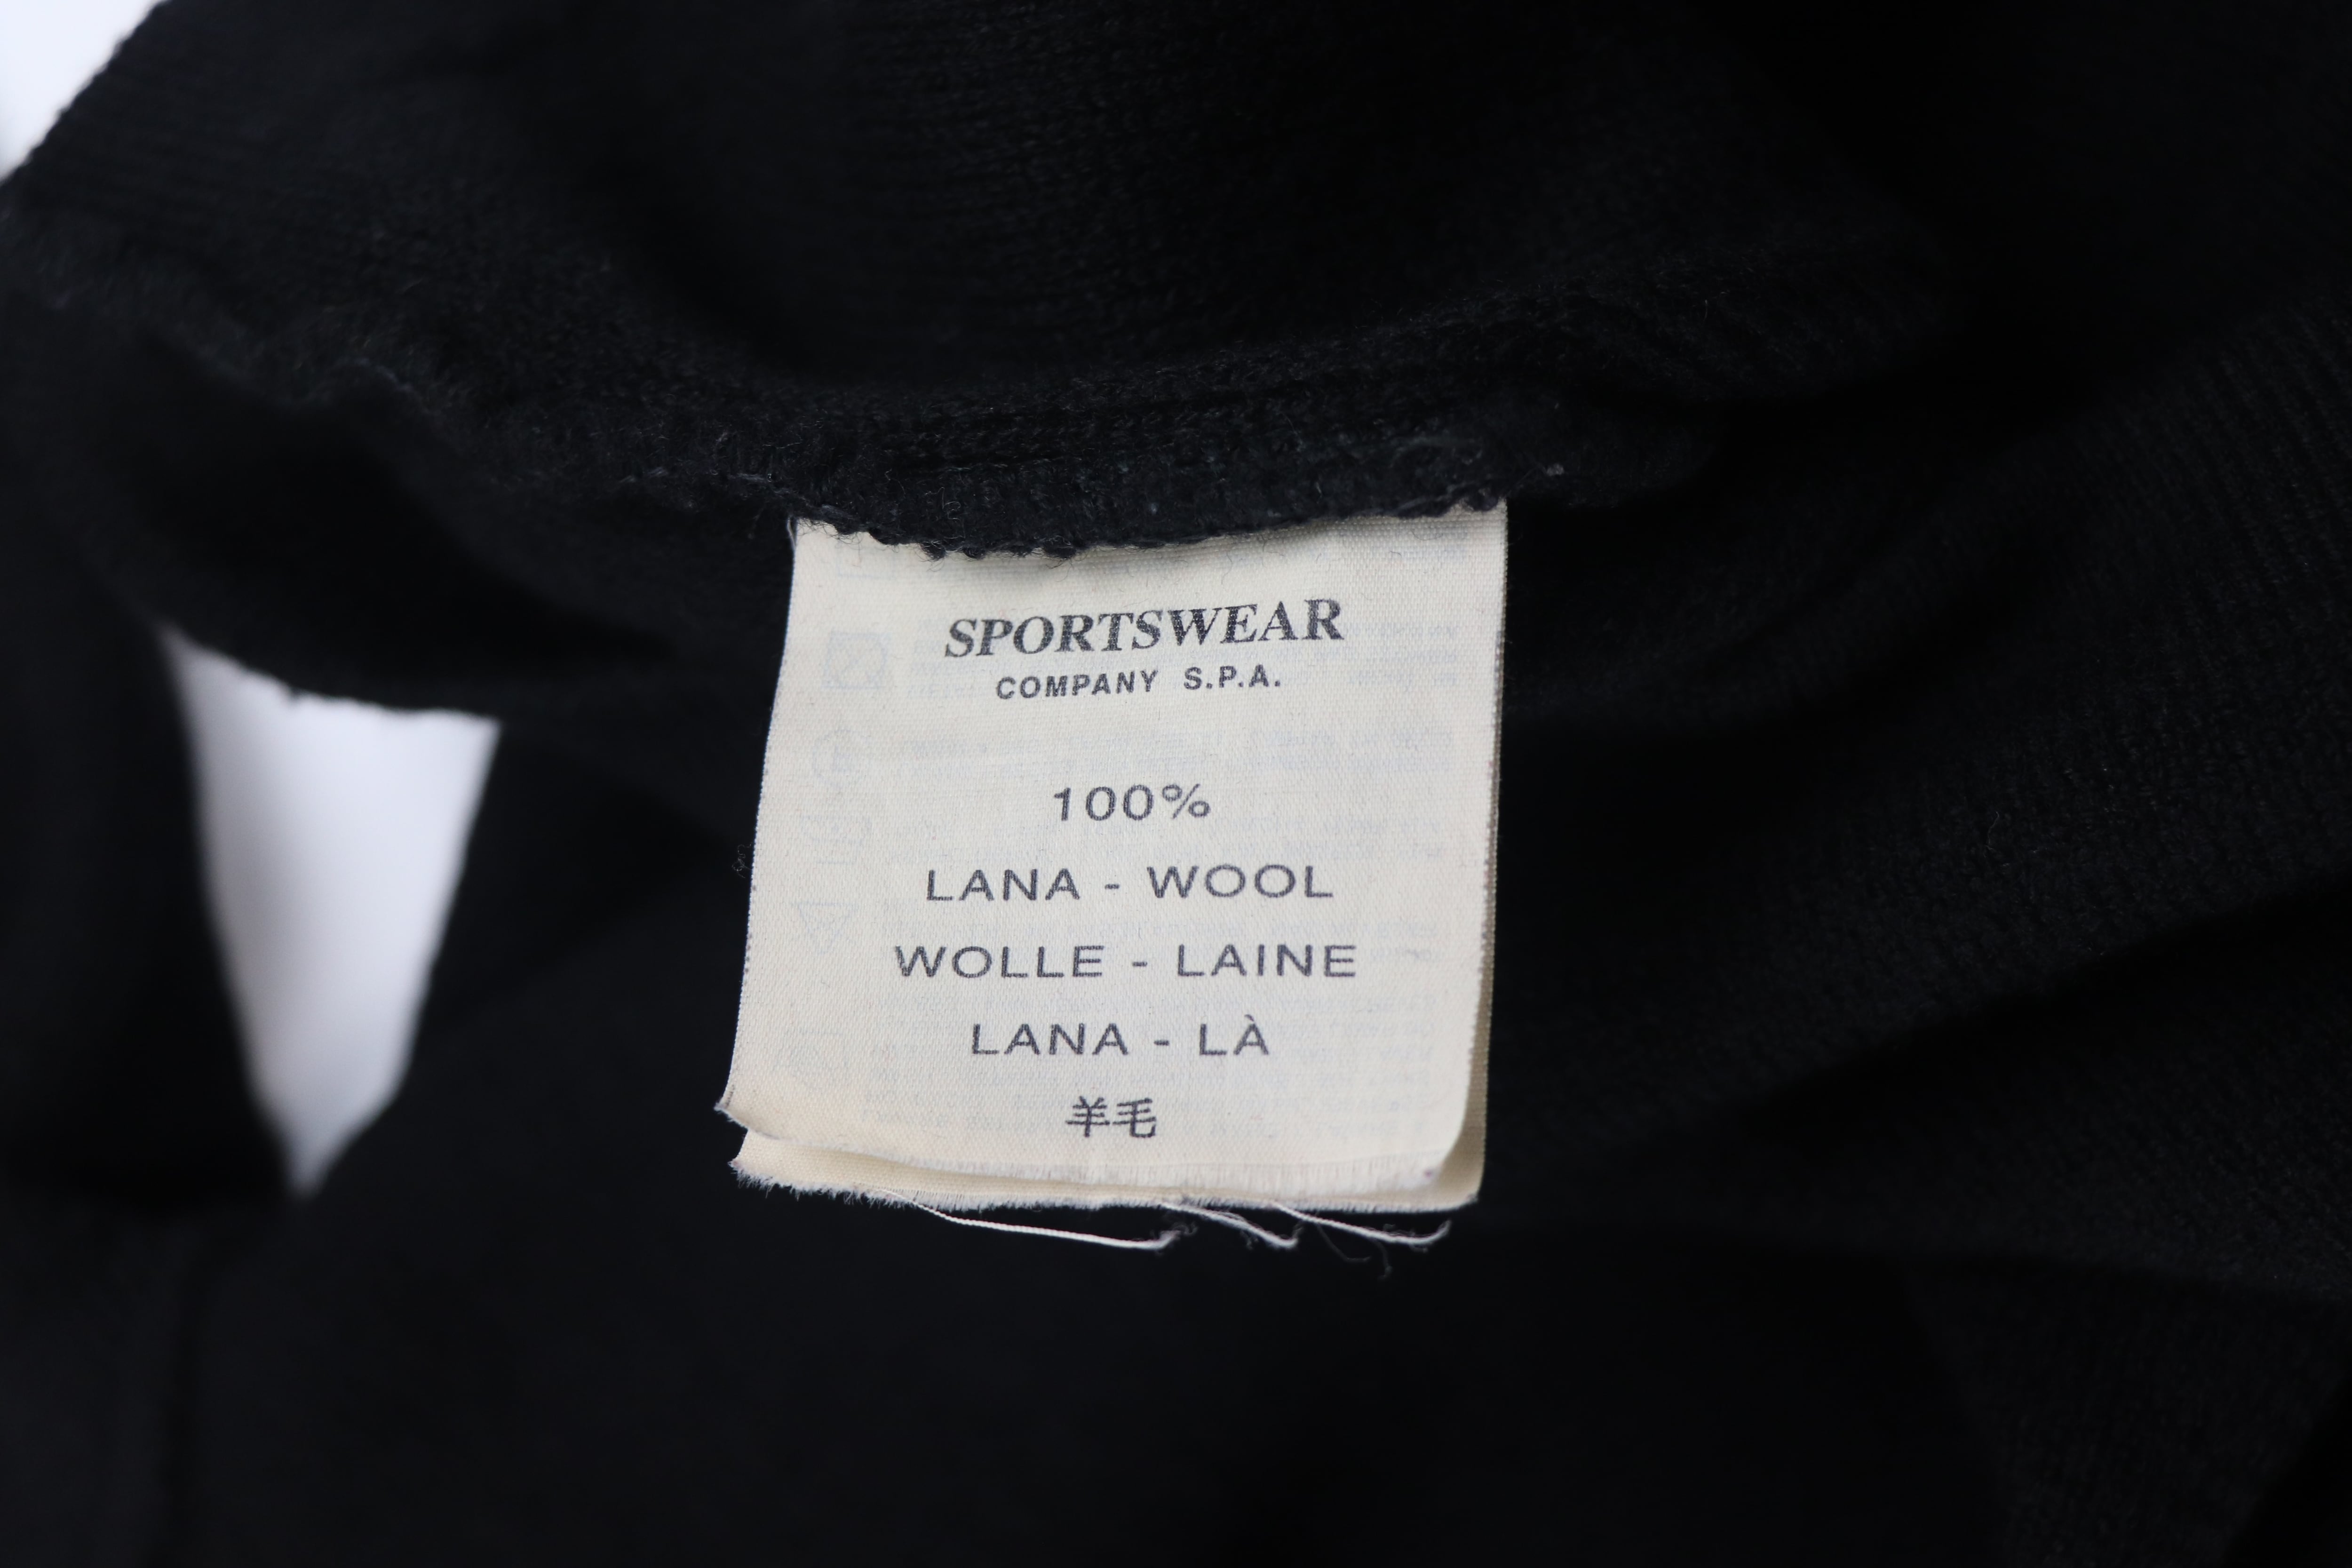 SPORTSWEAR
COMPANY S.P.A.
100%
LANA - WOOL
WOLLE - LAINE
LANA - LÀ
羊毛